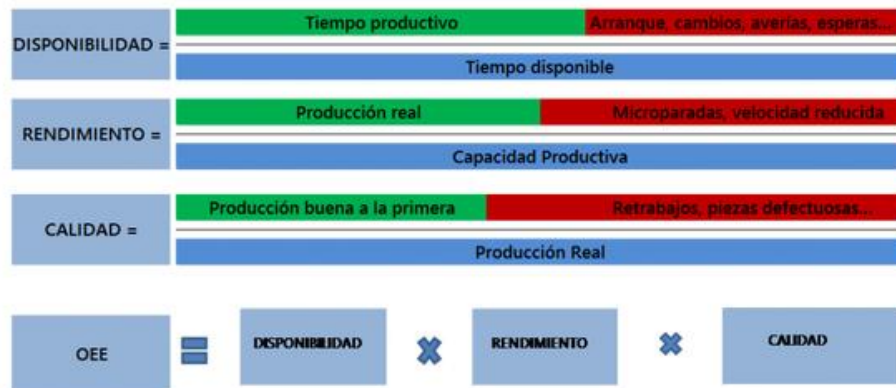 Tiempo productivo Arranque, cambios, averías, esperas...
DISPONIBILIDAD =
Tiempo disponible
Producción real Microparadas, velocidad reducida
RENDIMIENTO =
Capacidad Productiva
Producción buena a la primera Retrabajos, piezas defectuosas...
CALIDAD =
Producción Real
OEE = DISPONIBILIDAD × RENDIMIENTO × CALIDAD